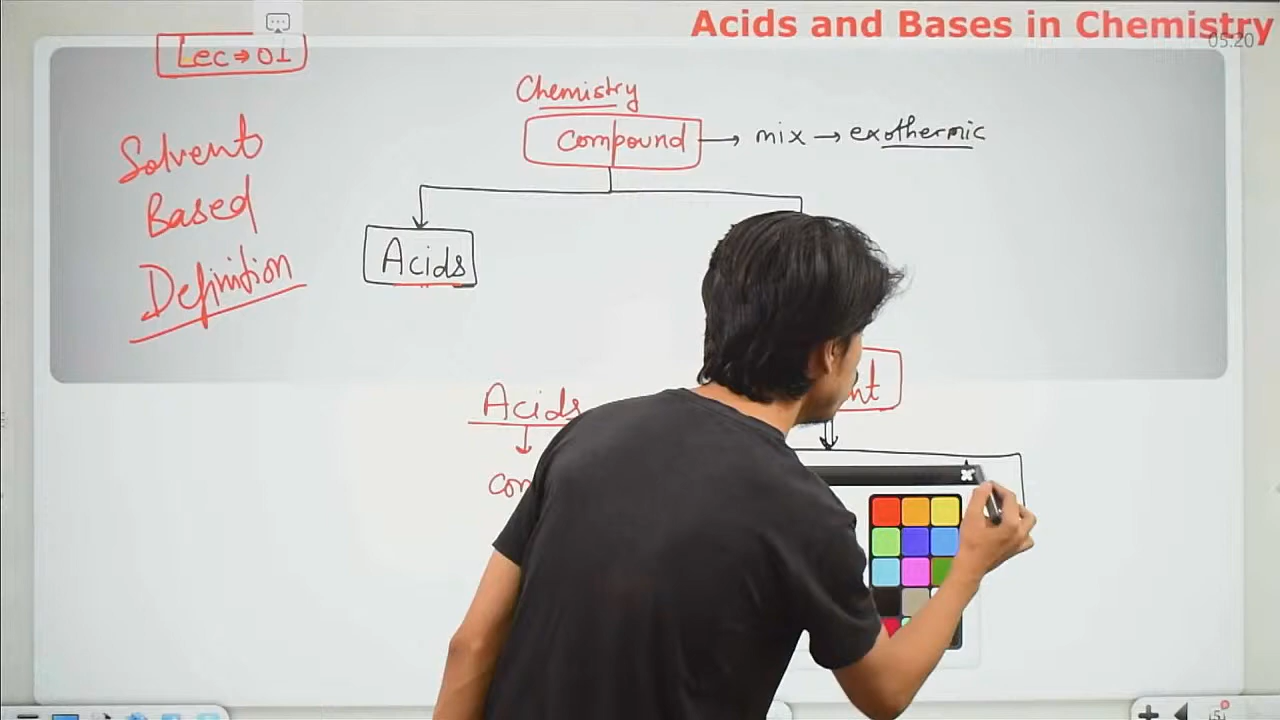 Acids and Bases in Chemistry
05:20
Lec → 01
Chemistry
compound → mix → exothermic
Solvent
Based
Definition
Acids
Acids